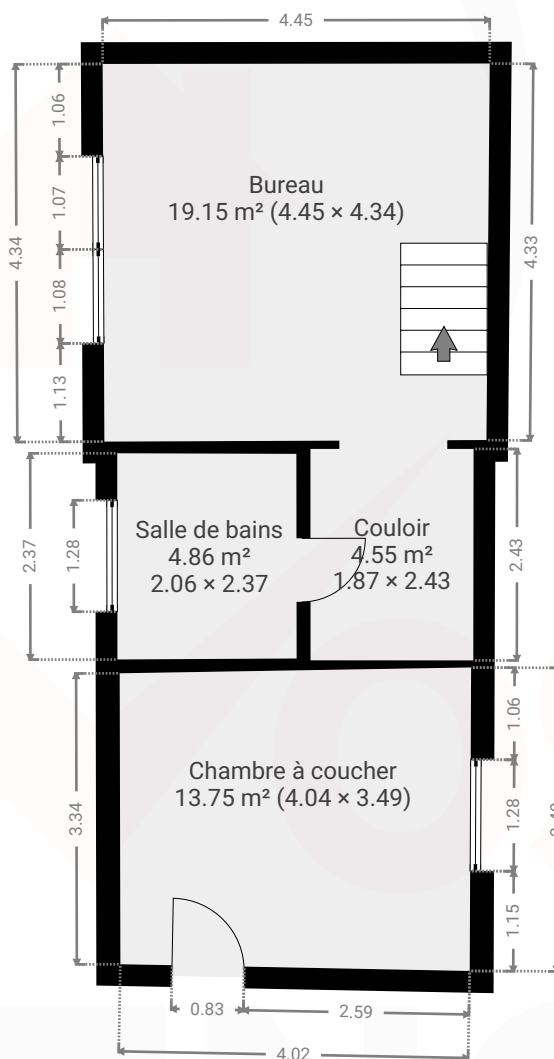 4.45
1.06
Bureau
19.15 m² (4.45 × 4.34)
1.07
4.34
4.33
1.08
1.13
Salle de bains
4.86 m²
2.06 × 2.37
Couloir
4.55 m²
1.87 × 2.43
2.37
1.28
2.43
1.06
Chambre à coucher
13.75 m² (4.04 × 3.49)
3.34
1.28
1.15
0.83
2.59
4.02